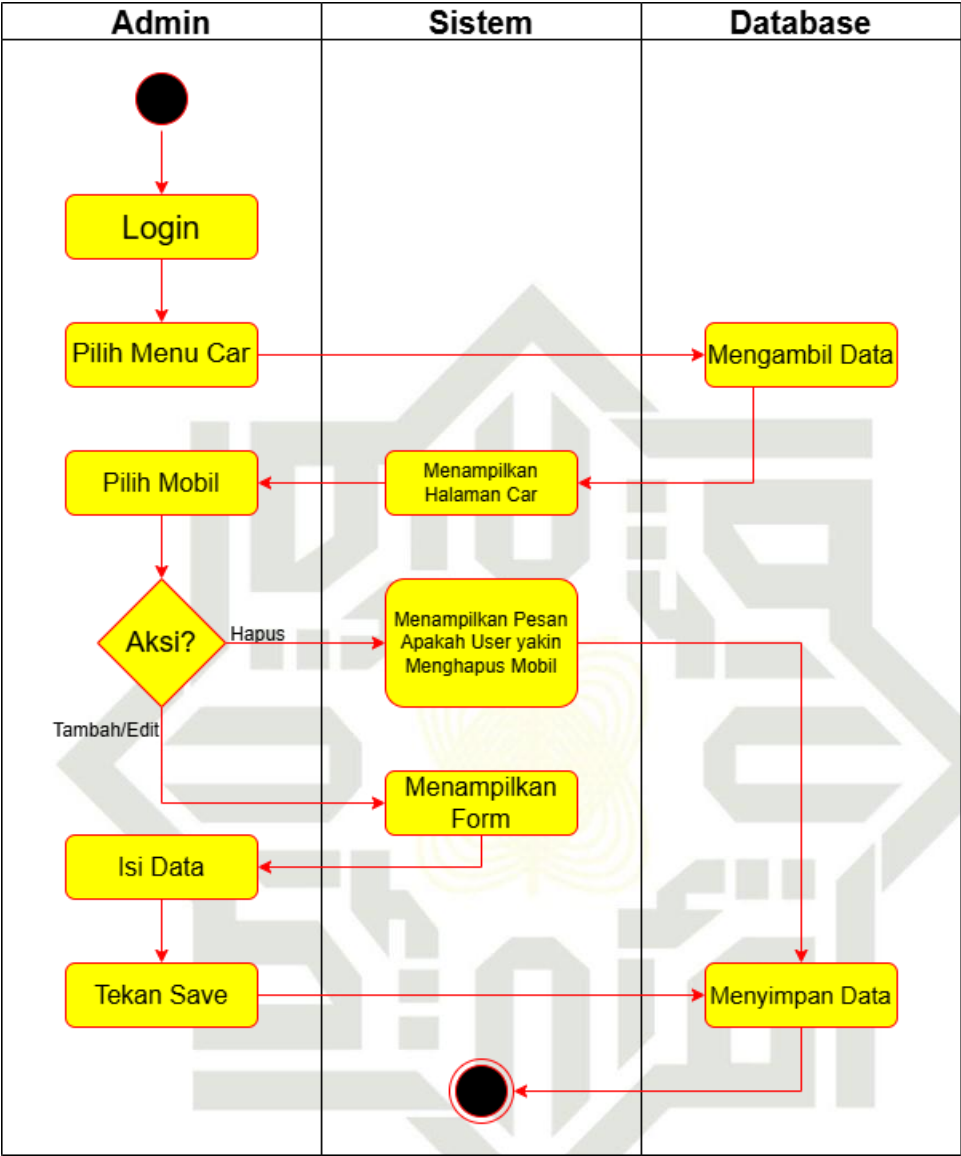 Admin
Sistem
Database
Login
Pilih Menu Car
Mengambil Data
Pilih Mobil
Menampilkan
Halaman Car
Aksi?
Hapus
Menampilkan Pesan
Apakah User yakin
Menghapus Mobil
Tambah/Edit
Menampilkan
Form
Isi Data
Tekan Save
Menyimpan Data